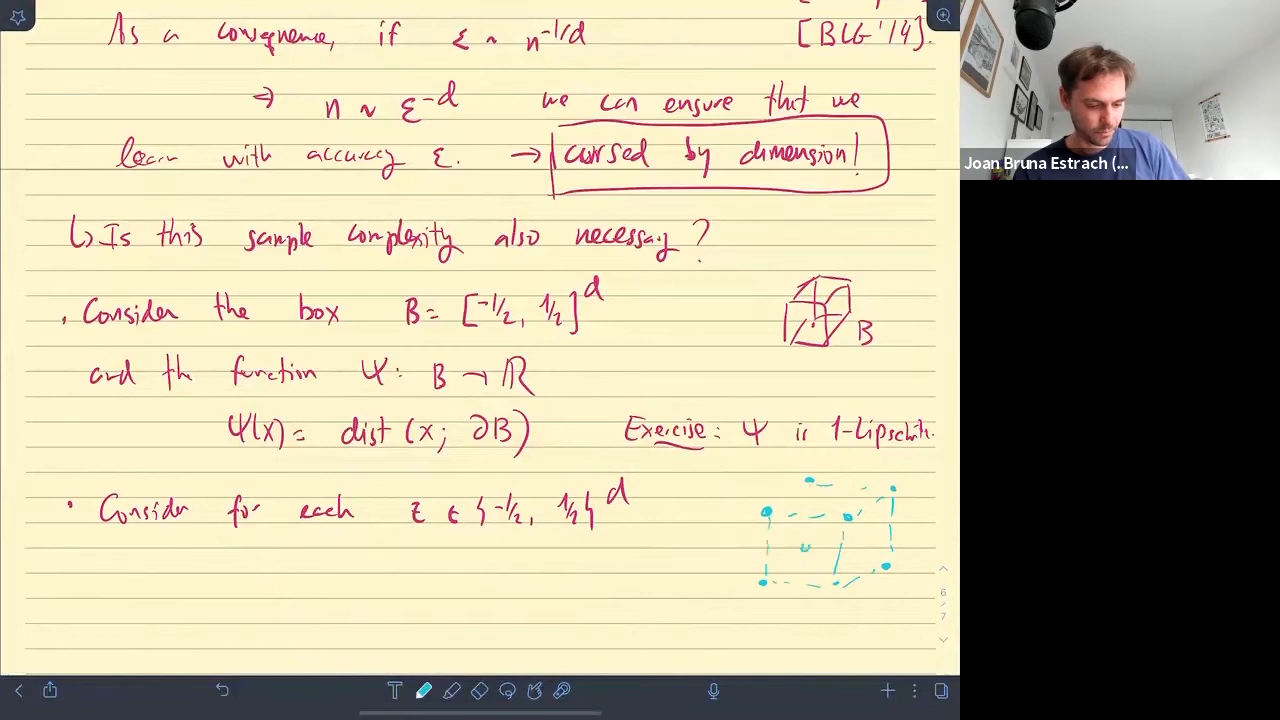 As a consequence, if ε ~ n^{-1/d} [BLG '14].
⇒ n ~ ε^{-d} we can ensure that we
learn with accuracy ε. → cursed by dimension!
Joan Bruna Estrach (...
↳ Is this sample complexity also necessary?
· Consider the box B = [-1/2, 1/2]^d
B
and the function Ψ: B → ℝ
Ψ(x) = dist (x; ∂B) Exercise: Ψ is 1-Lipschitz.
· Consider for each z ∈ {-1/2, 1/2}^d
6
/
7
T